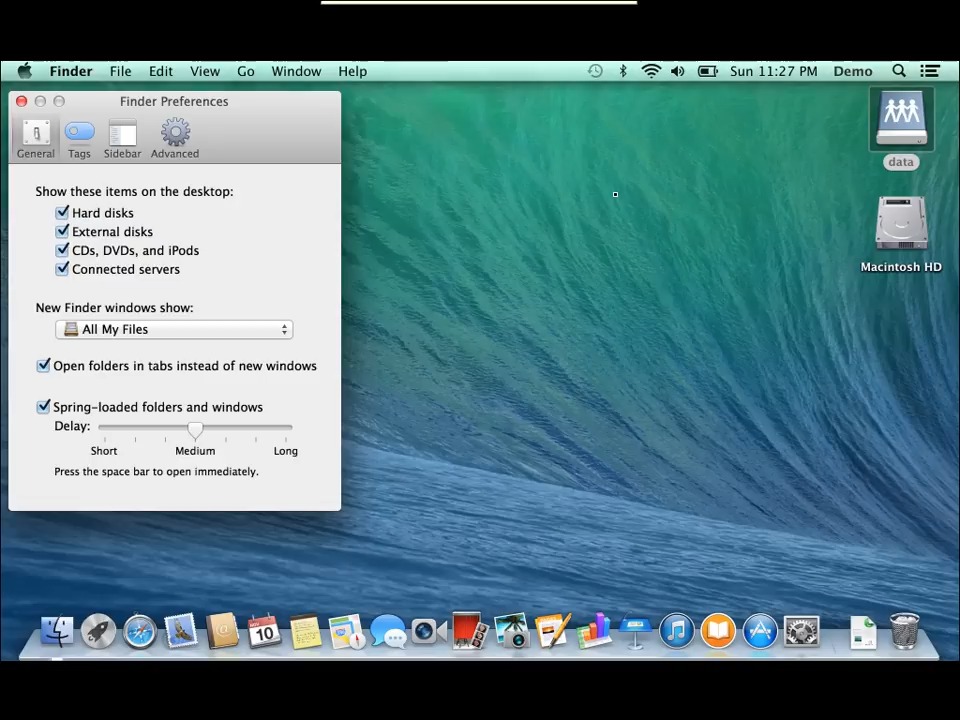 Finder File Edit View Go Window Help Sun 11:27 PM Demo
Finder Preferences
General Tags Sidebar Advanced
data
Show these items on the desktop:
Hard disks
External disks
CDs, DVDs, and iPods
Connected servers
Macintosh HD
New Finder windows show:
All My Files
Open folders in tabs instead of new windows
Spring-loaded folders and windows
Delay:
Short Medium Long
Press the space bar to open immediately.
NOV
10